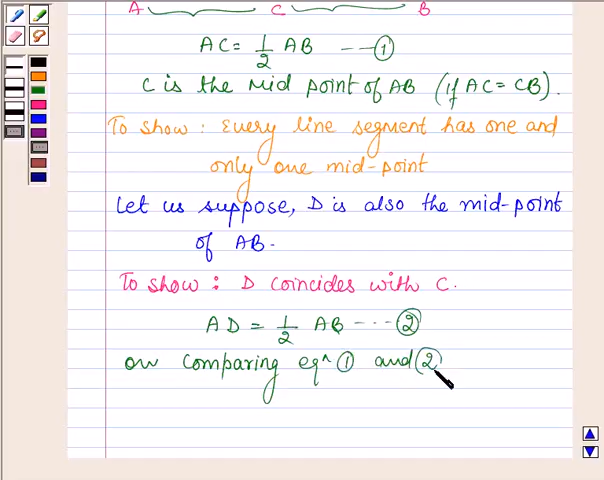 A C B
AC = 1/2 AB ---①
C is the mid point of AB (if AC = CB).
To show : Every line segment has one and
only one mid-point
Let us suppose, D is also the mid-point
of AB.
To show : D coincides with C.
AD = 1/2 AB --- ②
on comparing eqn ① and ②